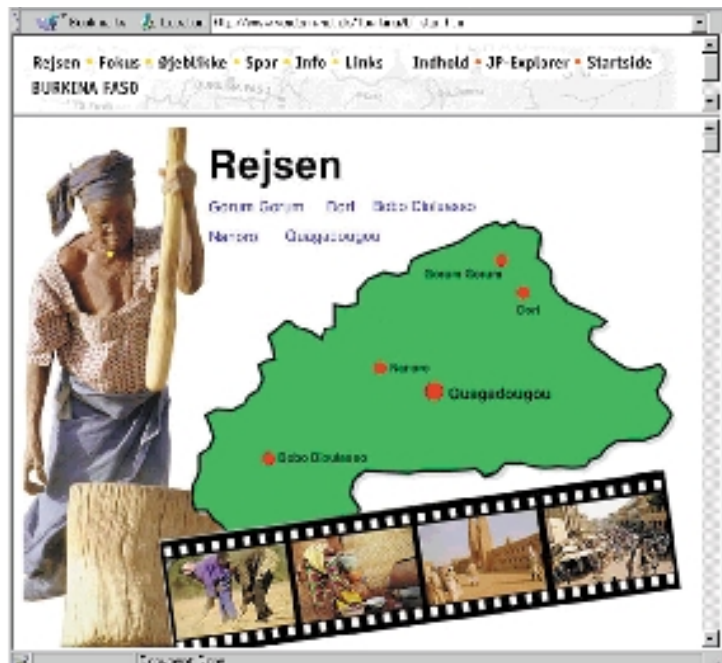 Bookmarks
Rejsen • Fokus • Øjeblikke • Spor • Info • Links Indhold • JP-Explorer • Startside
BURKINA FASO
Rejsen
Gorum Gorum Dori Bobo Dioulasso
Nanoro Ouagadougou
Gorum Gorum
Dori
Nanoro
Ouagadougou
Bobo Dioulasso